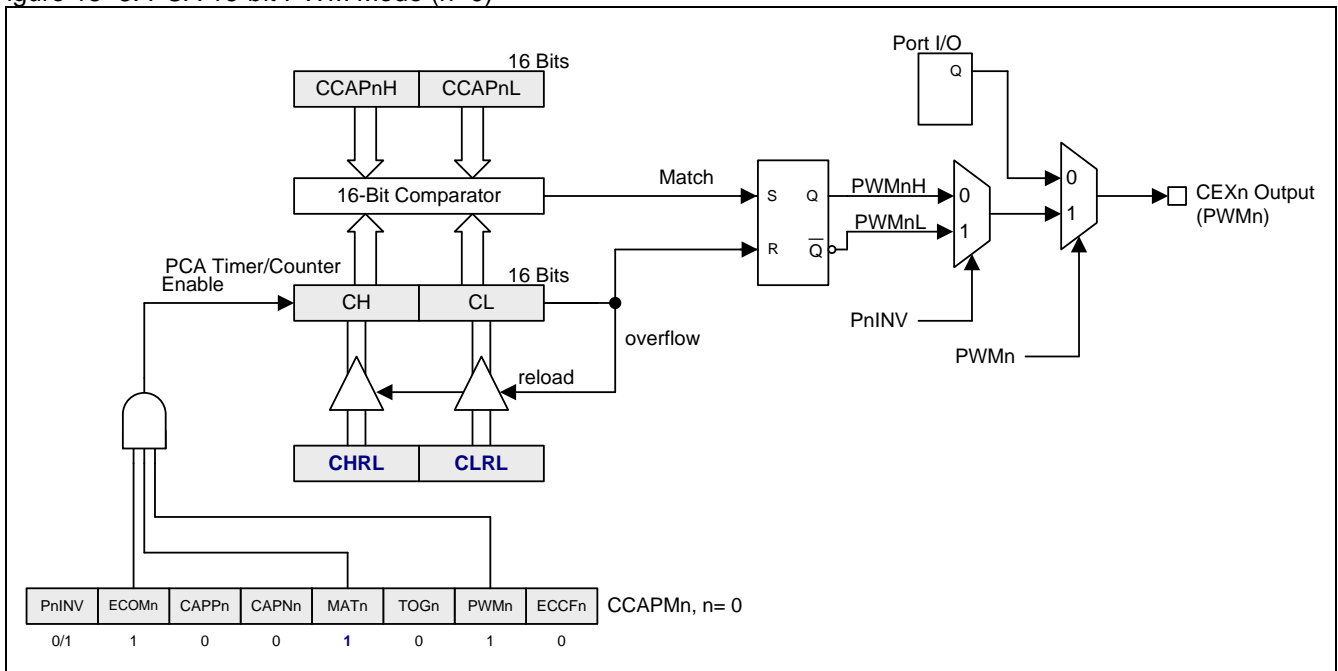 16 Bits
CCAPnH CCAPnL
Port I/O
Q
16-Bit Comparator
Match
S Q
R Q
PWMnH
PWMnL
0
1
0
1
CEXn Output
(PWMn)
PCA Timer/Counter
Enable
16 Bits
CH CL
overflow
PnINV
PWMn
reload
CHRL CLRL
PnINV ECOMn CAPPn CAPNn MATn TOGn PWMn ECCFn CCAPMn, n= 0
0/1 1 0 0 1 0 1 0